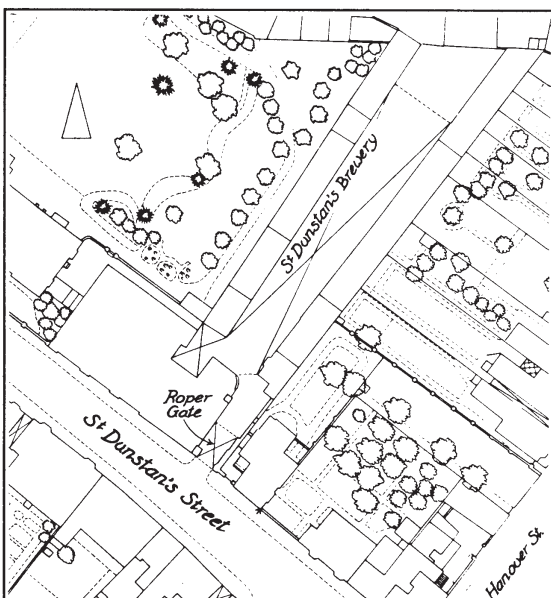 St Dunstan's Brewery
Roper
Gate
St Dunstan's Street
Hanover St.